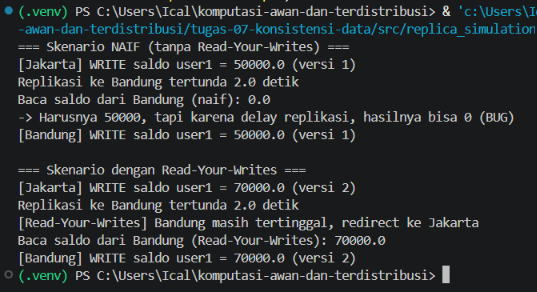 (.venv) PS C:\Users\Ical\komputasi-awan-dan-terdistribusi> & 'c:\Users\I
-awan-dan-terdistribusi/tugas-07-konsistensi-data/src/replica_simulation
=== Skenario NAIF (tanpa Read-Your-Writes) ===
[Jakarta] WRITE saldo user1 = 50000.0 (versi 1)
Replikasi ke Bandung tertunda 2.0 detik
Baca saldo dari Bandung (naif): 0.0
-> Harusnya 50000, tapi karena delay replikasi, hasilnya bisa 0 (BUG)
[Bandung] WRITE saldo user1 = 50000.0 (versi 1)
=== Skenario dengan Read-Your-Writes ===
[Jakarta] WRITE saldo user1 = 70000.0 (versi 2)
Replikasi ke Bandung tertunda 2.0 detik
[Read-Your-Writes] Bandung masih tertinggal, redirect ke Jakarta
Baca saldo dari Bandung (Read-Your-Writes): 70000.0
[Bandung] WRITE saldo user1 = 70000.0 (versi 2)
(.venv) PS C:\Users\Ical\komputasi-awan-dan-terdistribusi>